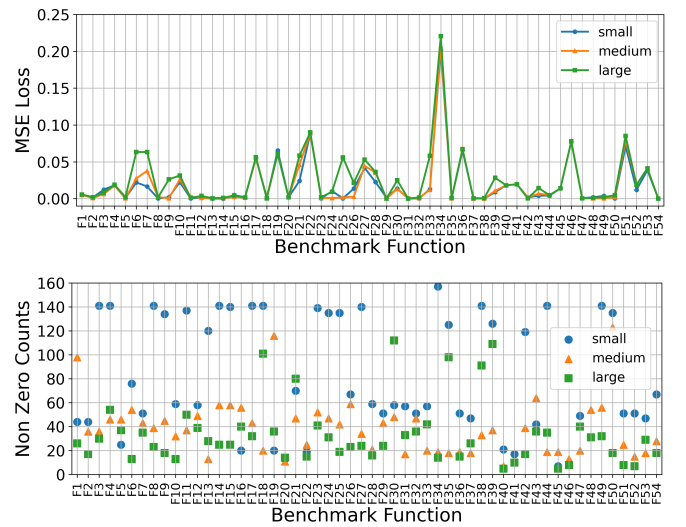 0.25
0.20
0.15
0.10
0.05
0.00
MSE Loss
small
medium
large
F1 F2 F3 F4 F5 F6 F7 F8 F9 F10 F11 F12 F13 F14 F15 F16 F17 F18 F19 F20 F21 F22 F23 F24 F25 F26 F27 F28 F29 F30 F31 F32 F33 F34 F35 F36 F37 F38 F39 F40 F41 F42 F43 F44 F45 F46 F47 F48 F49 F50 F51 F52 F53 F54
Benchmark Function
160
140
120
100
80
60
40
20
0
Non Zero Counts
small
medium
large
F1 F2 F3 F4 F5 F6 F7 F8 F9 F10 F11 F12 F13 F14 F15 F16 F17 F18 F19 F20 F21 F22 F23 F24 F25 F26 F27 F28 F29 F30 F31 F32 F33 F34 F35 F36 F37 F38 F39 F40 F41 F42 F43 F44 F45 F46 F47 F48 F49 F50 F51 F52 F53 F54
Benchmark Function